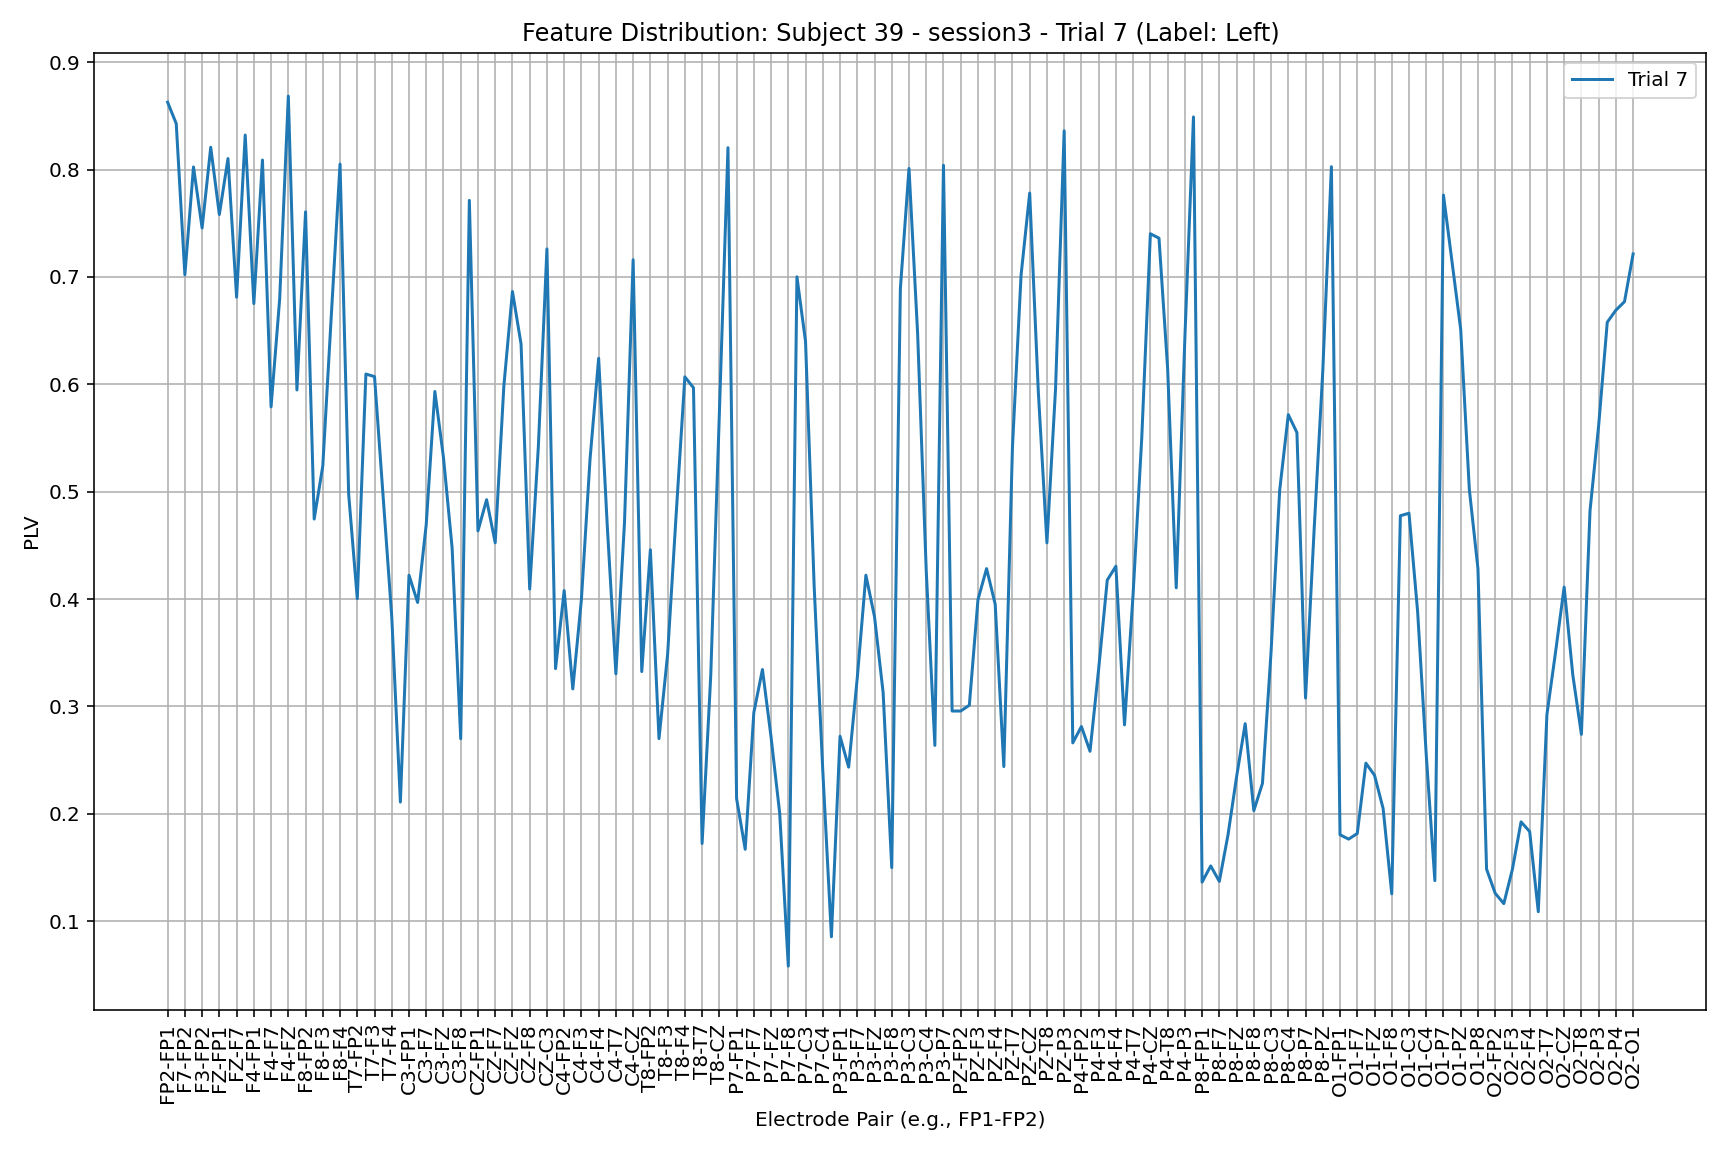 Feature Distribution: Subject 39 - session3 - Trial 7 (Label: Left)
Trial 7
PLV
0.9
0.8
0.7
0.6
0.5
0.4
0.3
0.2
0.1
FP2-FP1
F7-FP2
F3-FP2
FZ-FP1
FZ-F7
F4-FP1
F4-F7
F4-FZ
F8-FP2
F8-F3
F8-F4
T7-FP2
T7-F3
T7-F4
C3-FP1
C3-F7
C3-FZ
C3-F8
CZ-FP1
CZ-F7
CZ-FZ
CZ-F8
CZ-C3
C4-FP2
C4-F3
C4-F4
C4-T7
C4-CZ
T8-FP2
T8-F3
T8-F4
T8-T7
T8-CZ
P7-FP1
P7-F7
P7-FZ
P7-F8
P7-C3
P7-C4
P3-FP1
P3-F7
P3-FZ
P3-F8
P3-C3
P3-C4
P3-P7
PZ-FP2
PZ-F3
PZ-F4
PZ-T7
PZ-CZ
PZ-T8
PZ-P3
P4-FP2
P4-F3
P4-F4
P4-T7
P4-CZ
P4-T8
P4-P3
P8-FP1
P8-F7
P8-FZ
P8-F8
P8-C3
P8-C4
P8-P7
P8-PZ
O1-FP1
O1-F7
O1-FZ
O1-F8
O1-C3
O1-C4
O1-P7
O1-PZ
O1-P8
O2-FP2
O2-F3
O2-F4
O2-T7
O2-CZ
O2-T8
O2-P3
O2-P4
O2-O1
Electrode Pair (e.g., FP1-FP2)